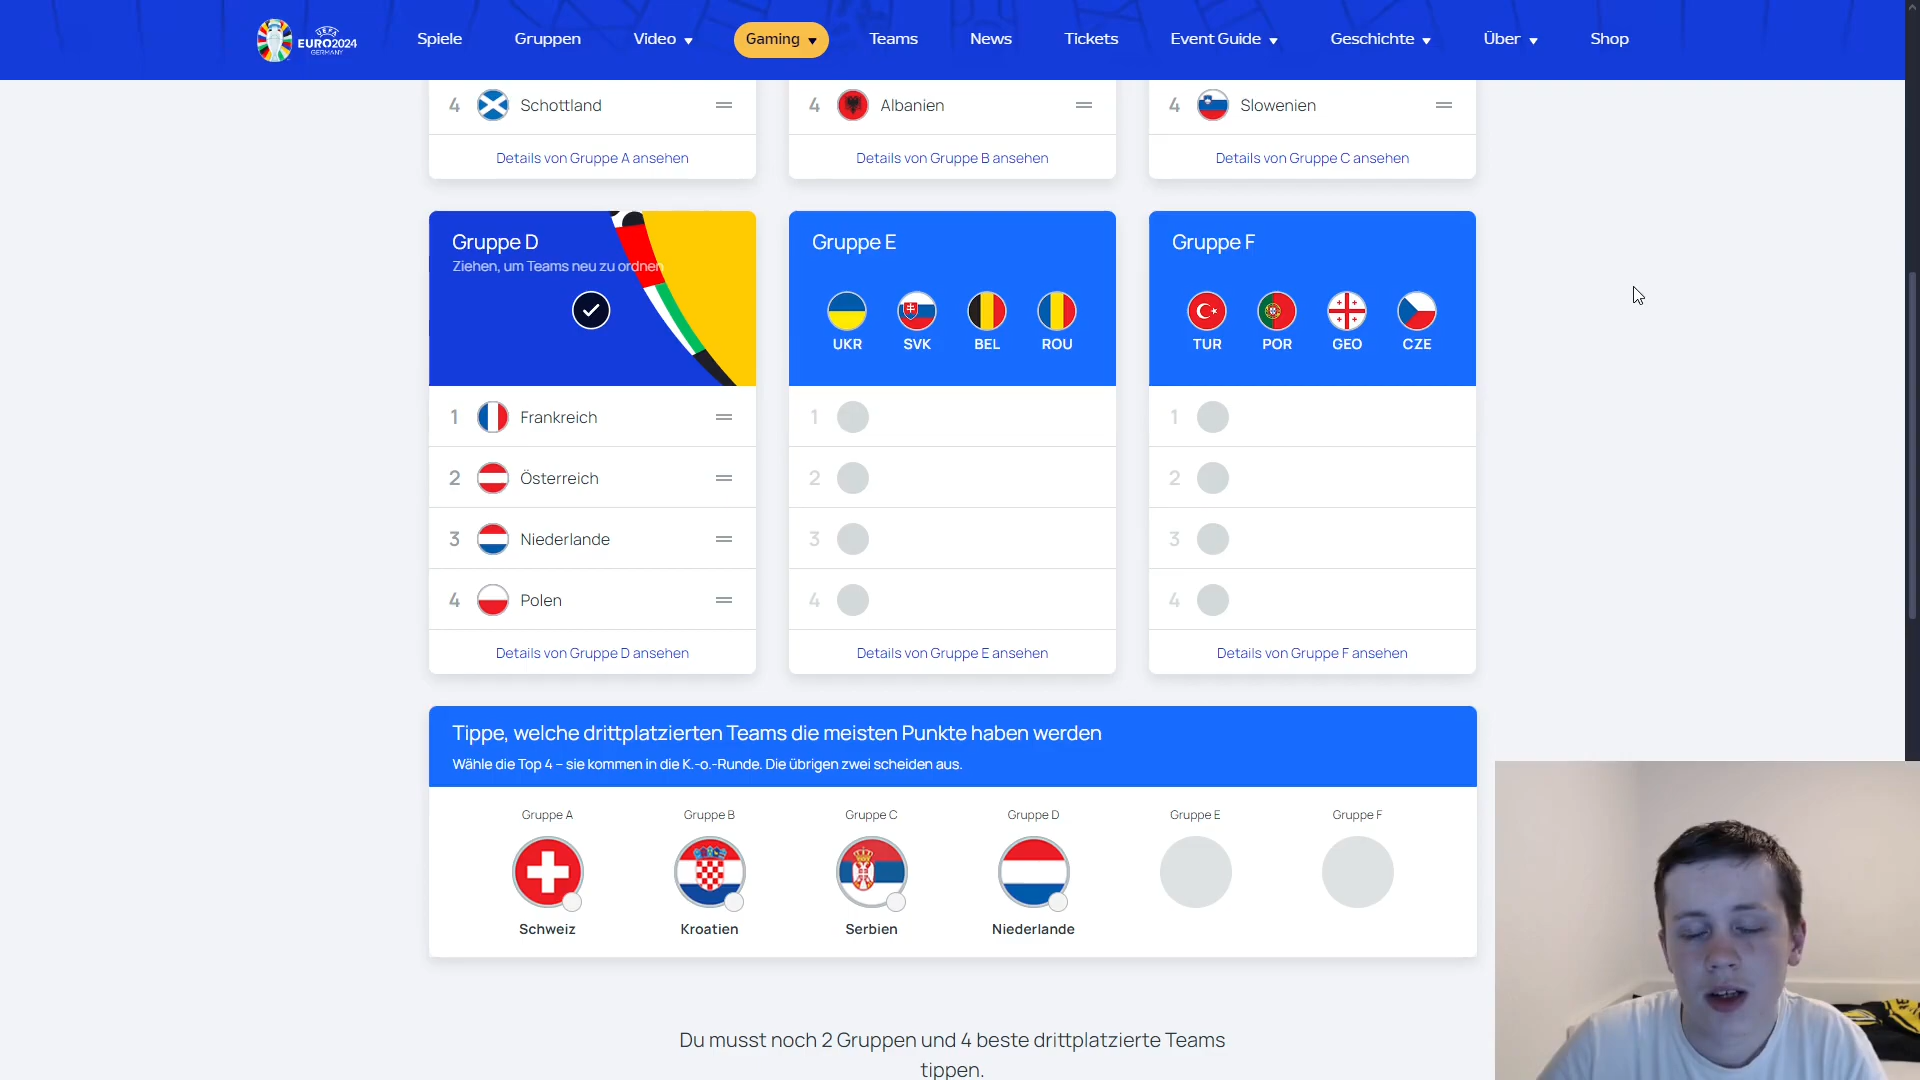 UEFA
EURO2024
GERMANY
Spiele
Gruppen
Video
Gaming
Teams
News
Tickets
Event Guide
Geschichte
Über
Shop
4 Schottland
Details von Gruppe A ansehen
4 Albanien
Details von Gruppe B ansehen
4 Slowenien
Details von Gruppe C ansehen
Gruppe D
Ziehen, um Teams neu zu ordnen
1 Frankreich
2 Österreich
3 Niederlande
4 Polen
Details von Gruppe D ansehen
Gruppe E
UKR SVK BEL ROU
1
2
3
4
Details von Gruppe E ansehen
Gruppe F
TUR POR GEO CZE
1
2
3
4
Details von Gruppe F ansehen
Tippe, welche drittplatzierten Teams die meisten Punkte haben werden
Wähle die Top 4 – sie kommen in die K.-o.-Runde. Die übrigen zwei scheiden aus.
Gruppe A Gruppe B Gruppe C Gruppe D Gruppe E Gruppe F
Schweiz Kroatien Serbien Niederlande
Du musst noch 2 Gruppen und 4 beste drittplatzierte Teams
tippen.